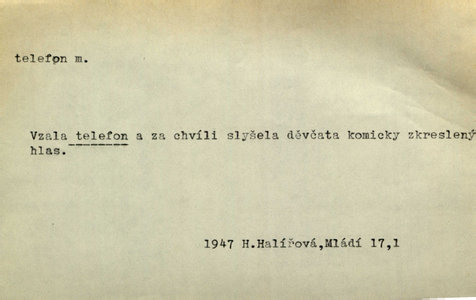 telefon m.
Vzala telefon a za chvíli slyšela děvčata komicky zkreslený
hlas.
1947 H.Halířová,Mládí 17,1